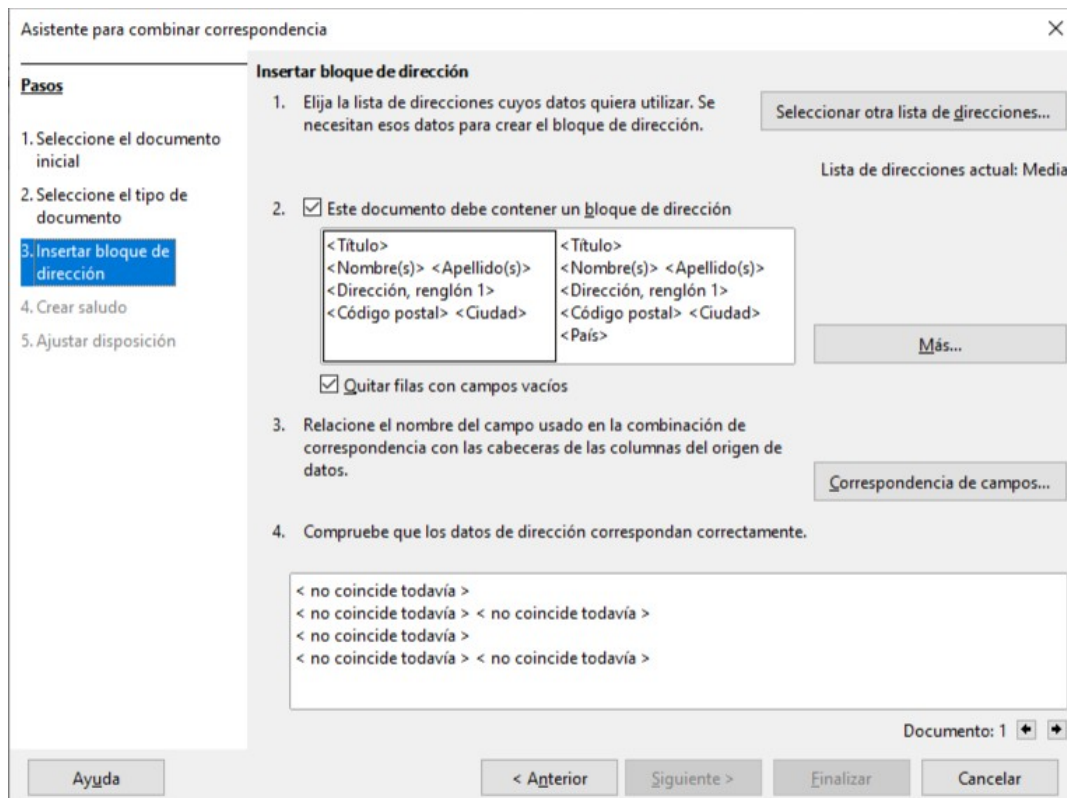 Asistente para combinar correspondencia
Pasos
1. Seleccione el documento
inicial
2. Seleccione el tipo de
documento
3. Insertar bloque de
dirección
4. Crear saludo
5. Ajustar disposición
Insertar bloque de dirección
1. Elija la lista de direcciones cuyos datos quiera utilizar. Se
necesitan esos datos para crear el bloque de dirección.
Seleccionar otra lista de direcciones...
Lista de direcciones actual: Media
2. Este documento debe contener un bloque de dirección
<Título>
<Nombre(s)> <Apellido(s)>
<Dirección, renglón 1>
<Código postal> <Ciudad>
<Título>
<Nombre(s)> <Apellido(s)>
<Dirección, renglón 1>
<Código postal> <Ciudad>
<País>
Más...
Quitar filas con campos vacíos
3. Relacione el nombre del campo usado en la combinación de
correspondencia con las cabeceras de las columnas del origen de
datos.
Correspondencia de campos...
4. Compruebe que los datos de dirección correspondan correctamente.
< no coincide todavía >
< no coincide todavía > < no coincide todavía >
< no coincide todavía >
< no coincide todavía > < no coincide todavía >
Documento: 1
Ayuda
< Anterior
Siguiente >
Finalizar
Cancelar